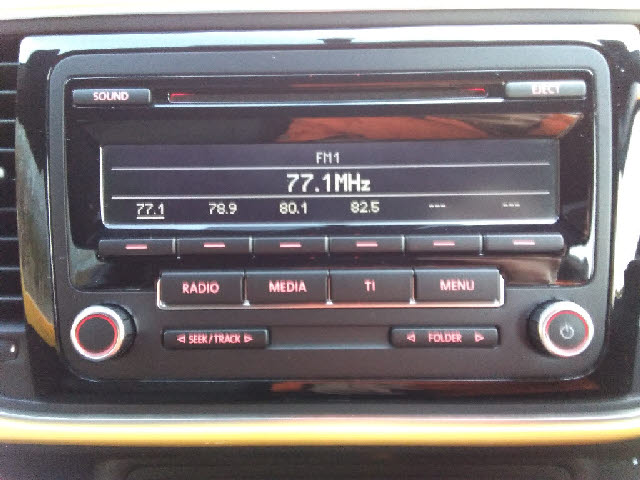 SOUND EJECT
FM1
77.1MHz
77.1 78.9 80.1 82.5 --- ---
RADIO MEDIA TI MENU
SEEK/TRACK FOLDER